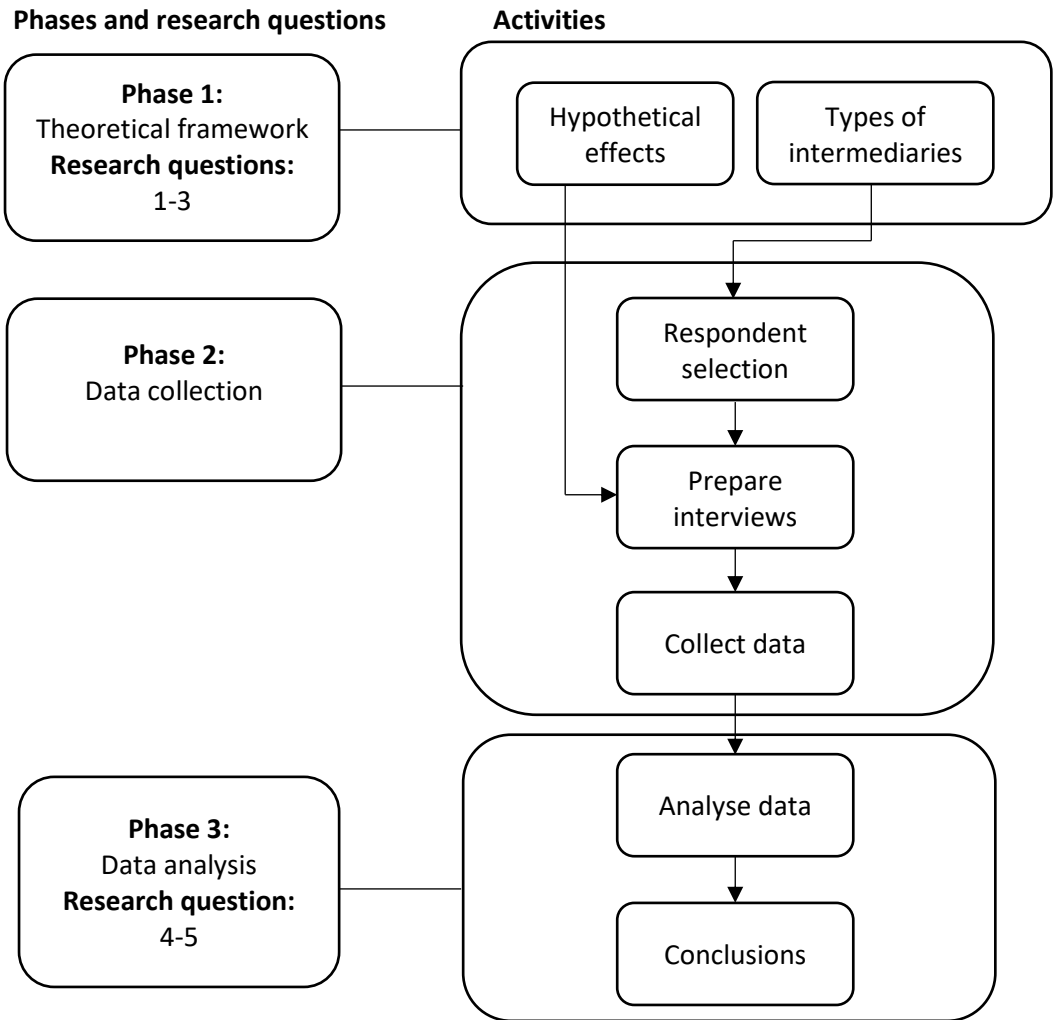 Phases and research questions
Activities
Phase 1:
Theoretical framework
Research questions:
1-3
Hypothetical
effects
Types of
intermediaries
Phase 2:
Data collection
Respondent
selection
Prepare
interviews
Collect data
Phase 3:
Data analysis
Research question:
4-5
Analyse data
Conclusions